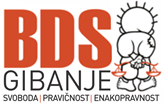 BDS
GIBANJE
SVOBODA | PRAVIČNOST | ENAKOPRAVNOST